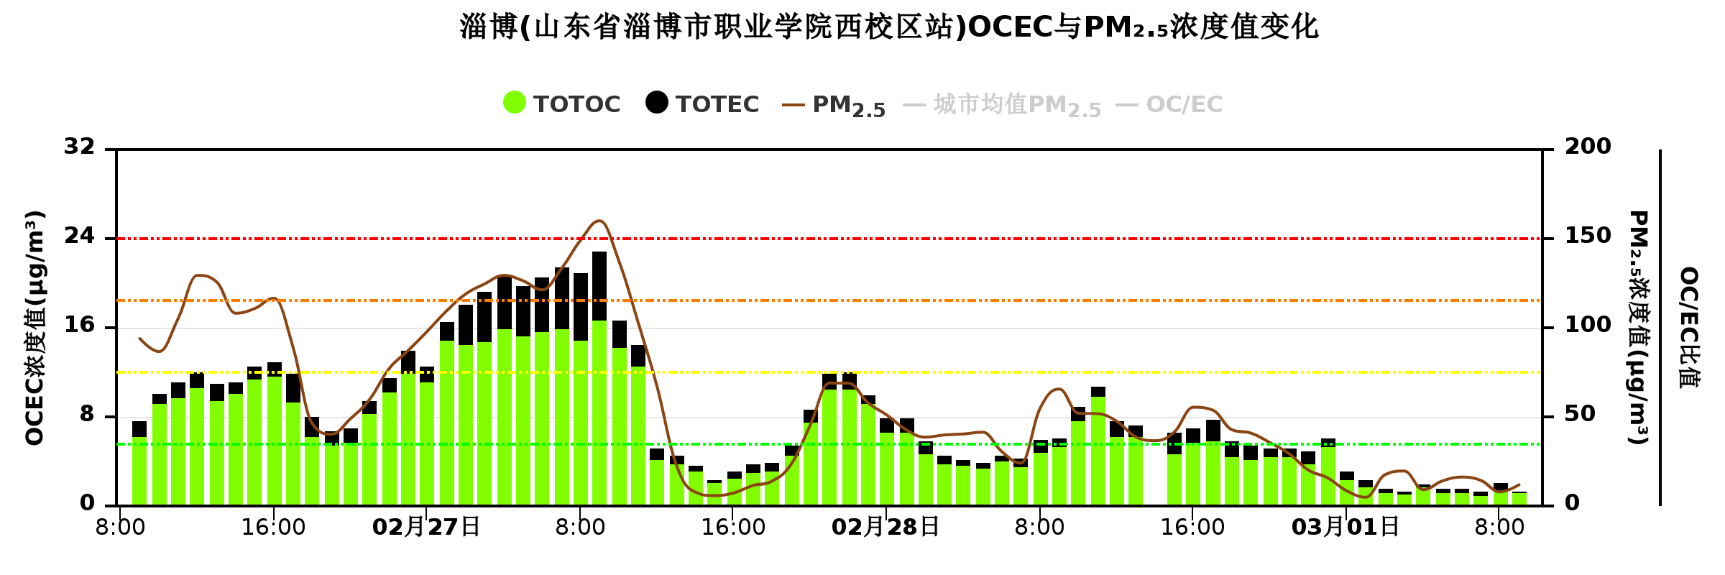 淄博(山东省淄博市职业学院西校区站)OCEC与PM₂.₅浓度值变化
TOTOC TOTEC PM2.5 城市均值PM2.5 OC/EC
OCEC浓度值(μg/m³)
32
24
16
8
0
200
150
100
50
0
PM₂.₅浓度值(μg/m³)
OC/EC比值
8:00 16:00 02月27日 8:00 16:00 02月28日 8:00 16:00 03月01日 8:00